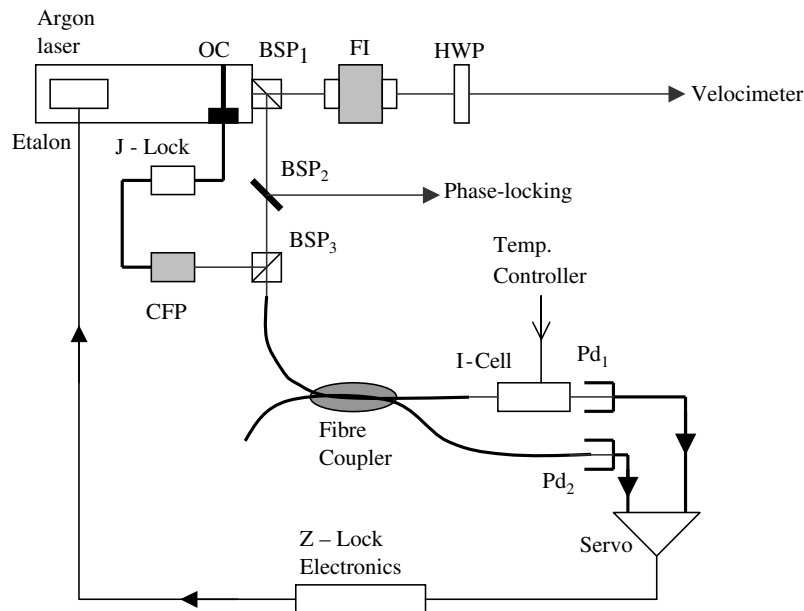 Argon
laser
OC
BSP1
FI
HWP
Velocimeter
Etalon
J - Lock
BSP2
Phase-locking
BSP3
CFP
Temp.
Controller
I-Cell
Pd1
Fibre
Coupler
Pd2
Servo
Z – Lock
Electronics